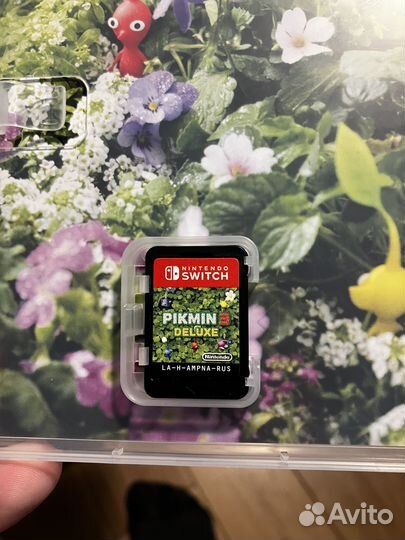 NINTENDO
SWITCH
PIKMIN 3
DELUXE
Nintendo
LA-H-AMPNA-RUS
Avito